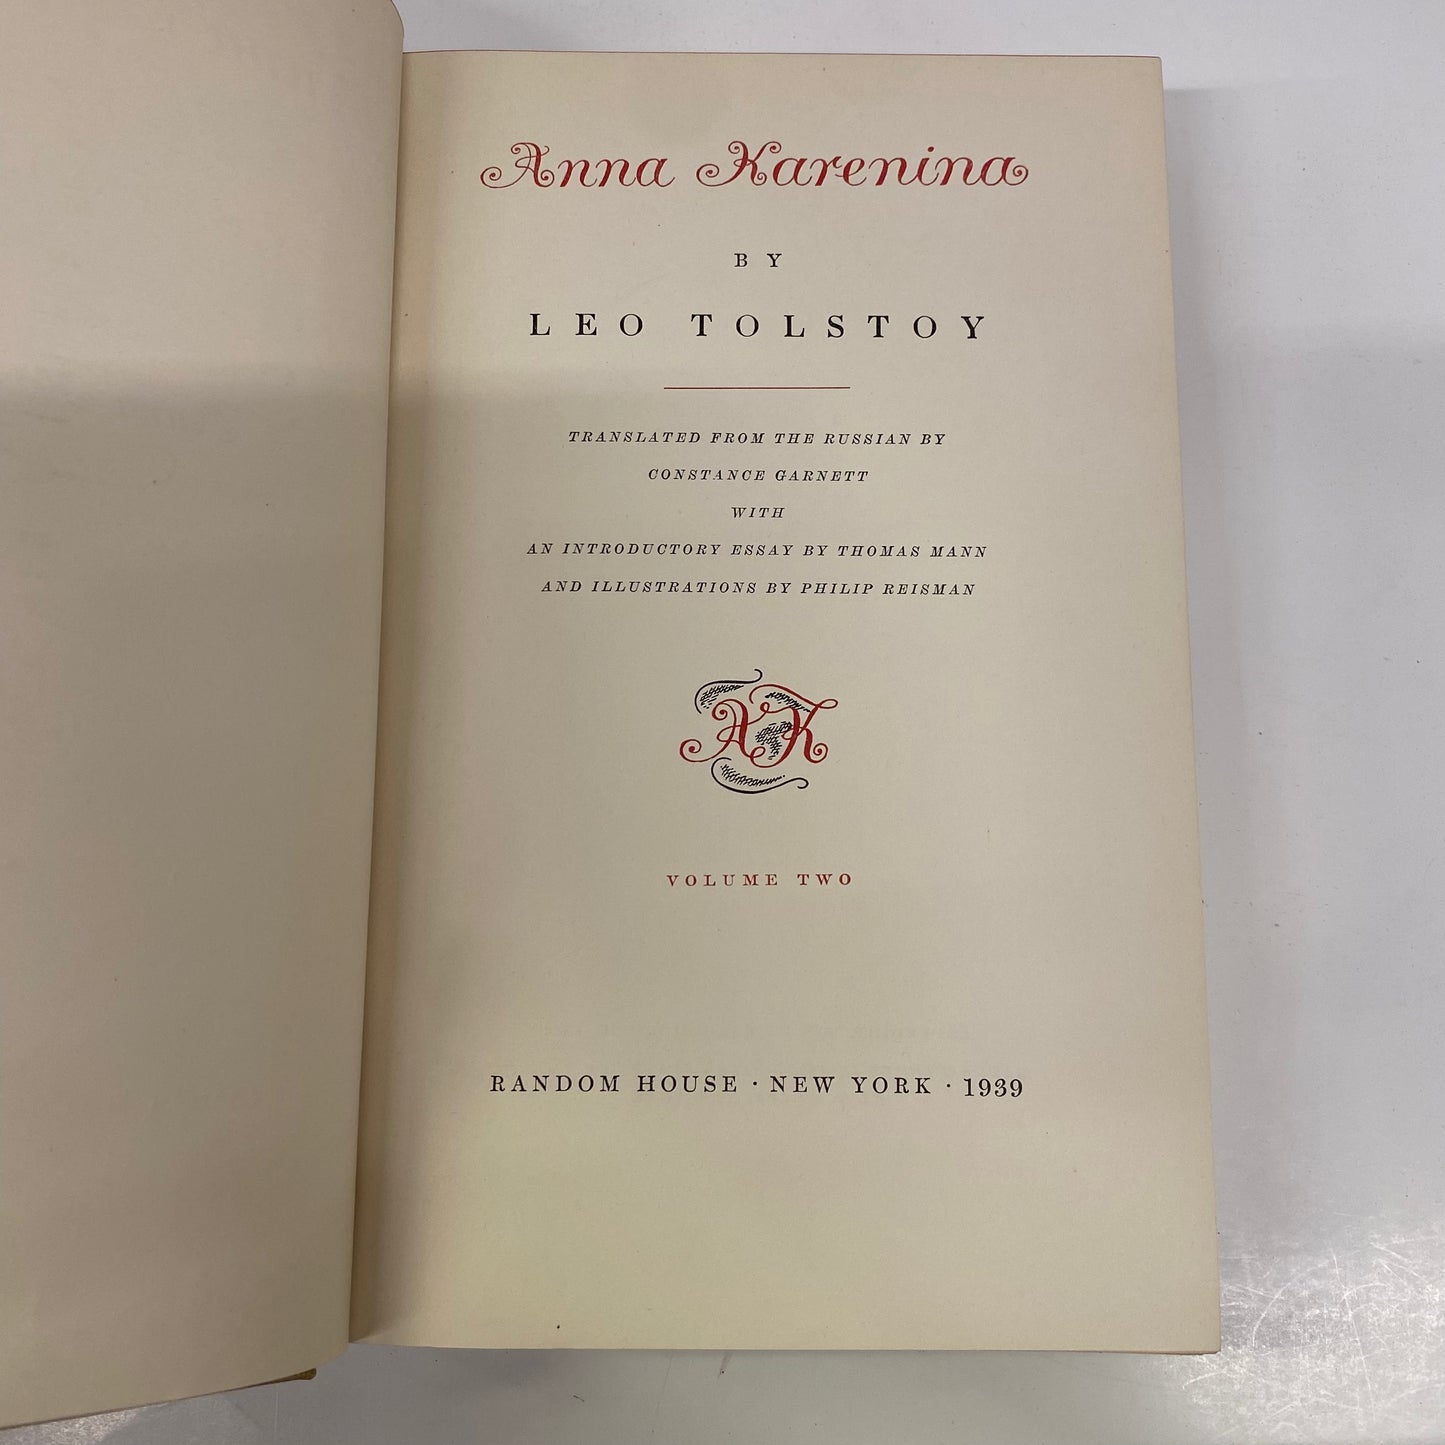 Anna Karenina
BY
LEO TOLSTOY
TRANSLATED FROM THE RUSSIAN BY
CONSTANCE GARNETT
WITH
AN INTRODUCTORY ESSAY BY THOMAS MANN
AND ILLUSTRATIONS BY PHILIP REISMAN
AK
VOLUME TWO
RANDOM HOUSE · NEW YORK · 1939